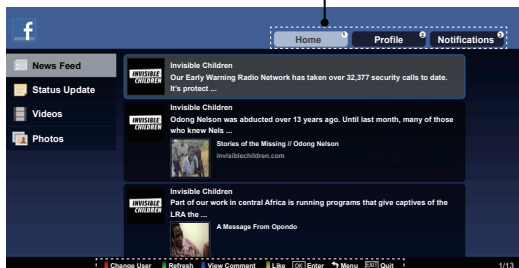 f
Home 1 Profile 2 Notifications 3
News Feed
Status Update
Videos
Photos
INVISIBLE CHILDREN
Invisible Children
Our Early Warning Radio Network has taken over 32,377 security calls to date.
It's protect ...
INVISIBLE CHILDREN
Invisible Children
Odong Nelson was abducted over 13 years ago. Until last month, many of those
who knew Nels ...
Stories of the Missing // Odong Nelson
invisiblechildren.com
INVISIBLE CHILDREN
Invisible Children
Part of our work in central Africa is running programs that give captives of the
LRA the ...
A Message From Opondo
Change User Refresh View Comment Like OK Enter Menu EXIT Quit 1/13